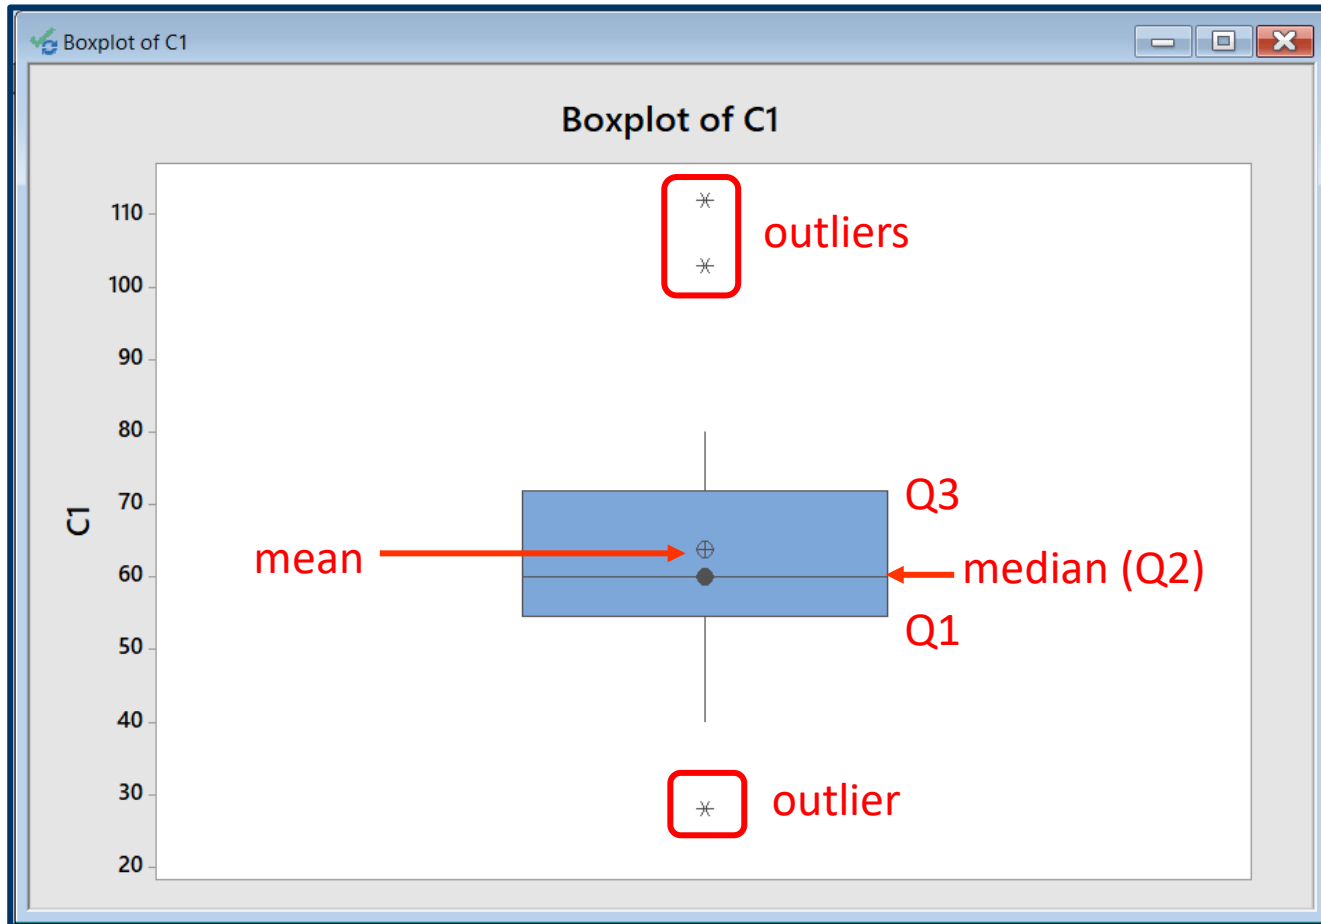 Boxplot of C1
Boxplot of C1
110
outliers
100
90
80
70
Q3
C1
mean
60
median (Q2)
Q1
50
40
30
outlier
20